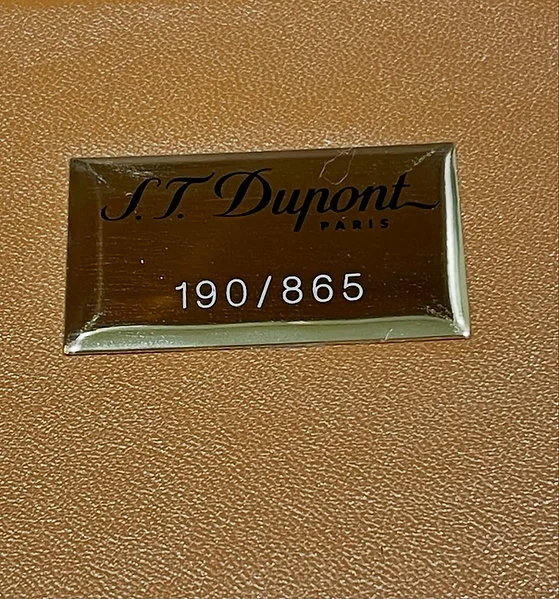 S.T. Dupont
PARIS
190/865